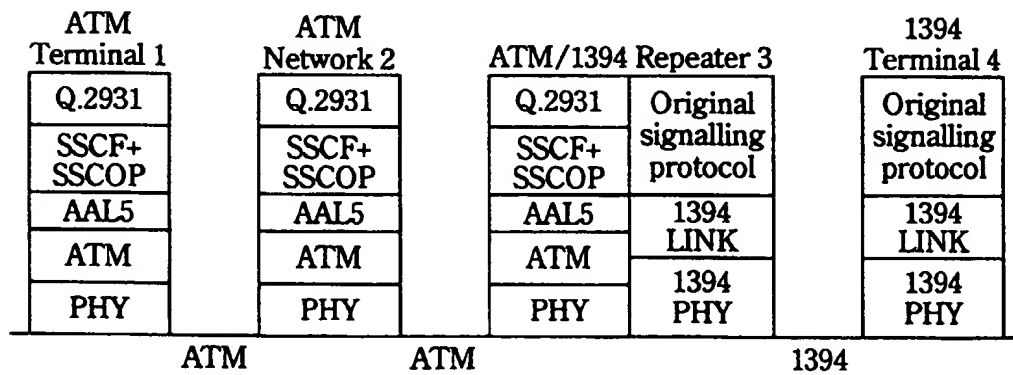 ATM
Terminal 1
Q.2931
SSCF+
SSCOP
AAL5
ATM
PHY
ATM
Network 2
Q.2931
SSCF+
SSCOP
AAL5
ATM
PHY
ATM/1394 Repeater 3
Q.2931
SSCF+
SSCOP
AAL5
ATM
PHY
Original
signalling
protocol
1394
LINK
1394
PHY
1394
Terminal 4
Original
signalling
protocol
1394
LINK
1394
PHY
ATM
ATM
1394